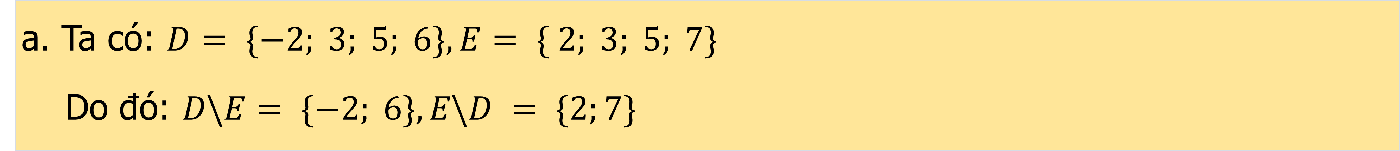 a. Ta có: D = {−2; 3; 5; 6}, E = { 2; 3; 5; 7}
Do đó: D\E = {−2; 6}, E\D = {2; 7}